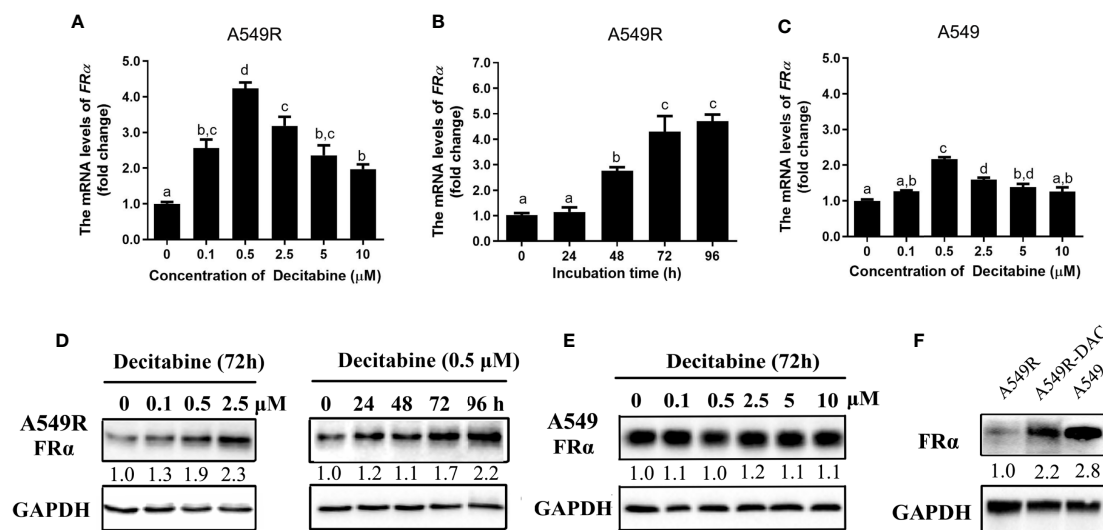 A
A549R
The mRNA levels of FRα
(fold change)
5.0
4.0
3.0
2.0
1.0
0.0
a
b,c
d
c
b,c
b
0 0.1 0.5 2.5 5 10
Concentration of Decitabine (μM)
B
A549R
The mRNA levels of FRα
(fold change)
7.0
6.0
5.0
4.0
3.0
2.0
1.0
0.0
a
a
b
c
c
0 24 48 72 96
Incubation time (h)
C
A549
The mRNA levels of FRα
(fold change)
5.0
4.0
3.0
2.0
1.0
0.0
a
a,b
c
d
b,d
a,b
0 0.1 0.5 2.5 5 10
Concentration of Decitabine (μM)
D
Decitabine (72h)
0 0.1 0.5 2.5 μM
A549R
FRα
1.0 1.3 1.9 2.3
GAPDH
Decitabine (0.5 μM)
0 24 48 72 96 h
1.0 1.2 1.1 1.7 2.2
E
Decitabine (72h)
0 0.1 0.5 2.5 5 10 μM
A549
FRα
1.0 1.1 1.0 1.2 1.1 1.1
GAPDH
F
A549R A549R-DAC A549
FRα
1.0 2.2 2.8
GAPDH